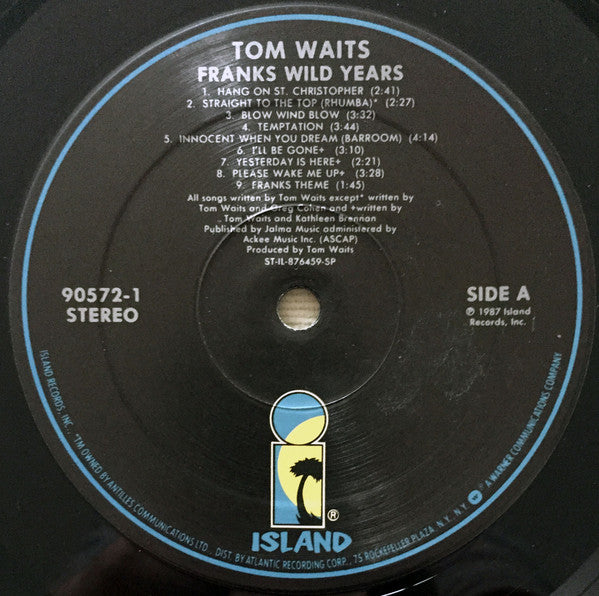 TOM WAITS
FRANKS WILD YEARS
1. HANG ON ST. CHRISTOPHER (2:41)
2. STRAIGHT TO THE TOP (RHUMBA)* (2:27)
3. BLOW WIND BLOW (3:32)
4. TEMPTATION (3:44)
5. INNOCENT WHEN YOU DREAM (BARROOM) (4:14)
6. I'LL BE GONE+ (3:10)
7. YESTERDAY IS HERE+ (2:21)
8. PLEASE WAKE ME UP+ (3:28)
9. FRANKS THEME (1:45)
All songs written by Tom Waits except* written by
Tom Waits and Greg Cohen and +written by
Tom Waits and Kathleen Brennan
Published by Jalma Music administered by
Ackee Music Inc. (ASCAP)
Produced by Tom Waits
ST-IL-876459-SP
90572-1
STEREO
SIDE A
℗ 1987 Island
Records, Inc.
i
®
ISLAND
ISLAND RECORDS, INC., *TM OWNED BY ANTILLES COMMUNICATIONS LTD., DIST. BY ATLANTIC RECORDING CORP., 75 ROCKEFELLER PLAZA, N.Y., N.Y. A WARNER COMMUNICATIONS COMPANY